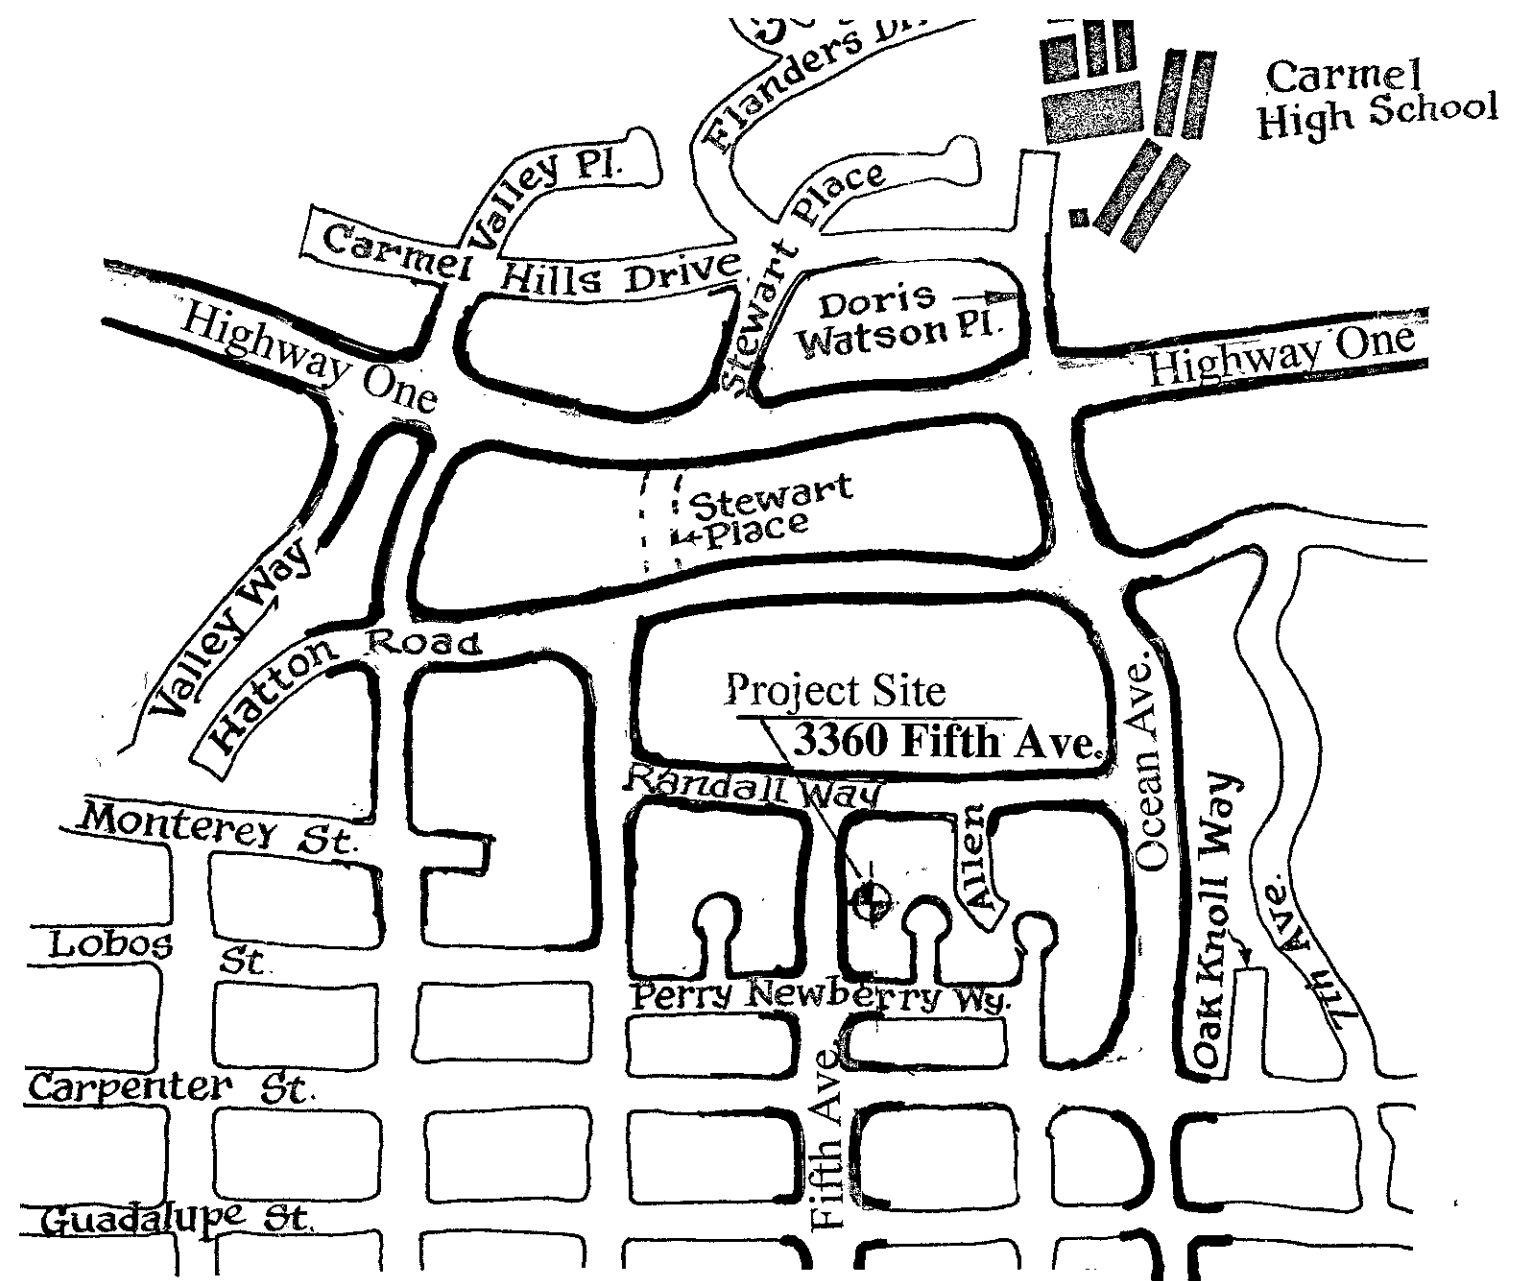 Flanders Dr
Carmel
High School
Valley Pl.
Stewart Place
Carmel Hills Drive
Doris
Watson Pl.
Highway One
Highway One
Stewart
Place
Valley Way
Hatton Road
Project Site
3360 Fifth Ave.
Randall Way
Ocean Ave.
Allen
Monterey St.
Oak Knoll Way
7th Ave.
Lobos St.
Perry Newberry Wy.
Carpenter St.
Fifth Ave.
Guadalupe St.